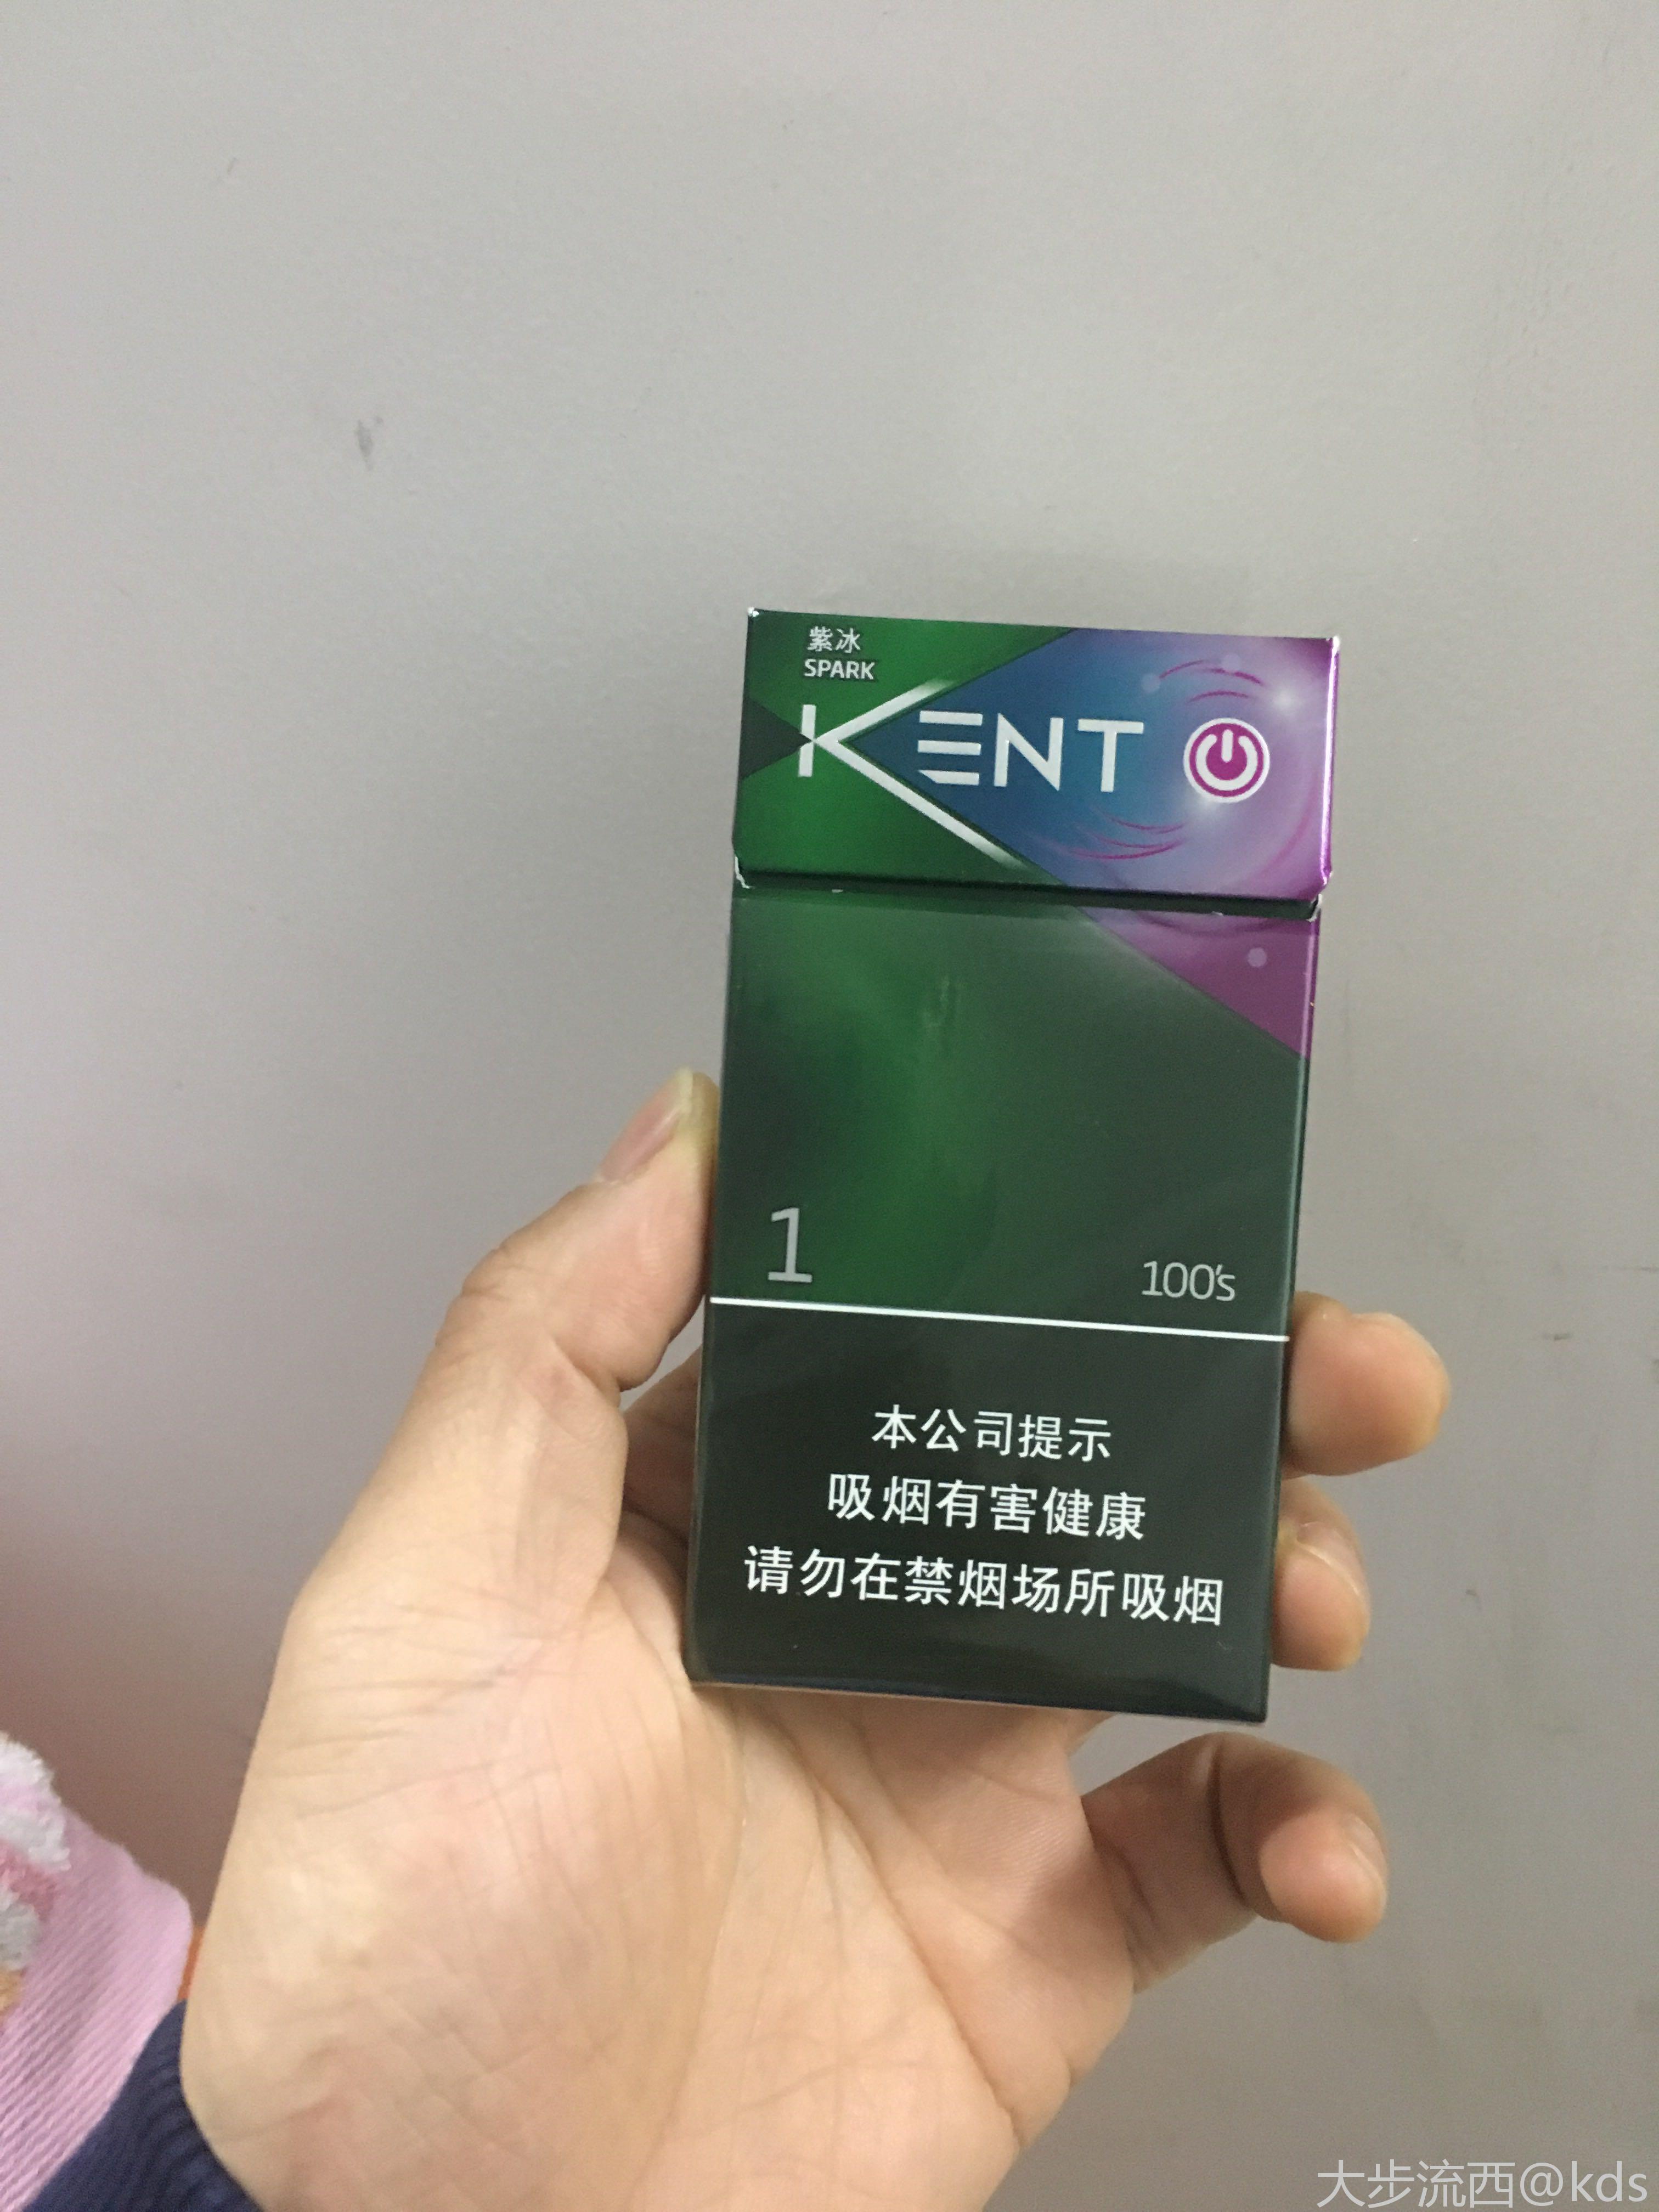 紫冰
SPARK
KENT
1
100's
本公司提示
吸烟有害健康
请勿在禁烟场所吸烟
大步流西@kds